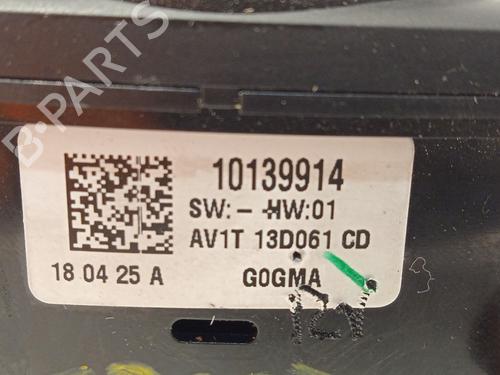 B-PARTS
10139914
SW:- HW:01
AV1T 13D061 CD
18 04 25 A
G0GMA